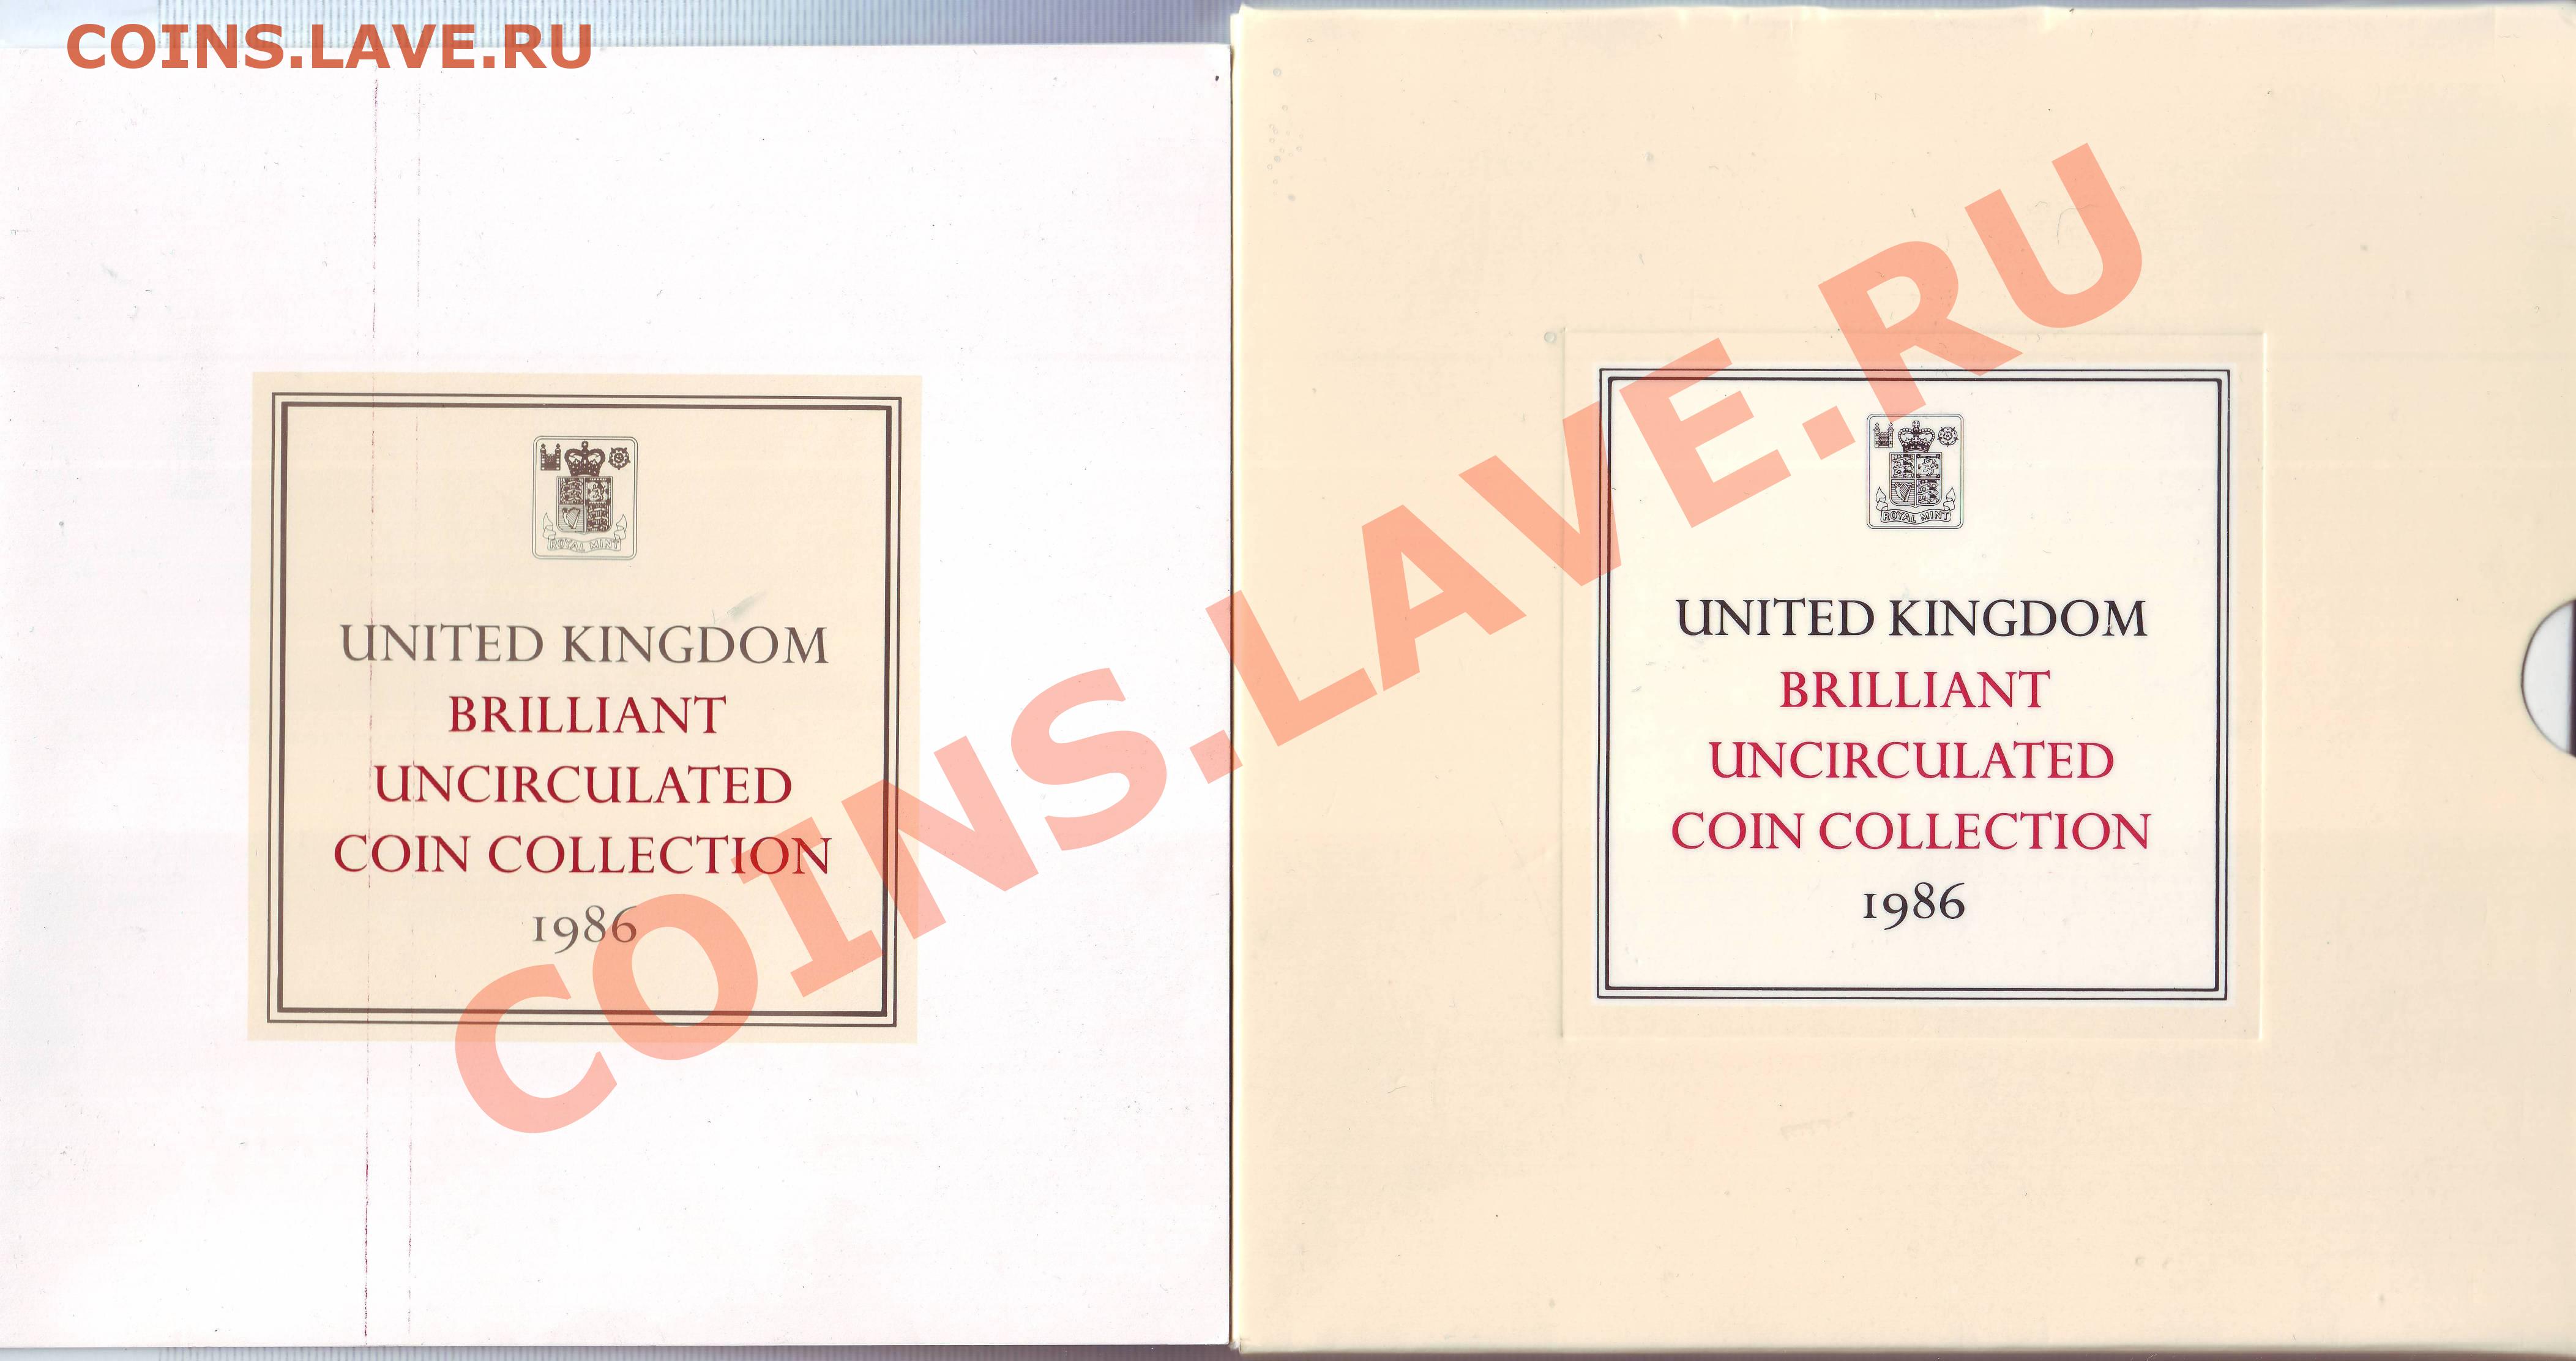 COINS.LAVE.RU
ROYAL MINT
UNITED KINGDOM
BRILLIANT
UNCIRCULATED
COIN COLLECTION
1986
ROYAL MINT
UNITED KINGDOM
BRILLIANT
UNCIRCULATED
COIN COLLECTION
1986
COINS.LAVE.RU